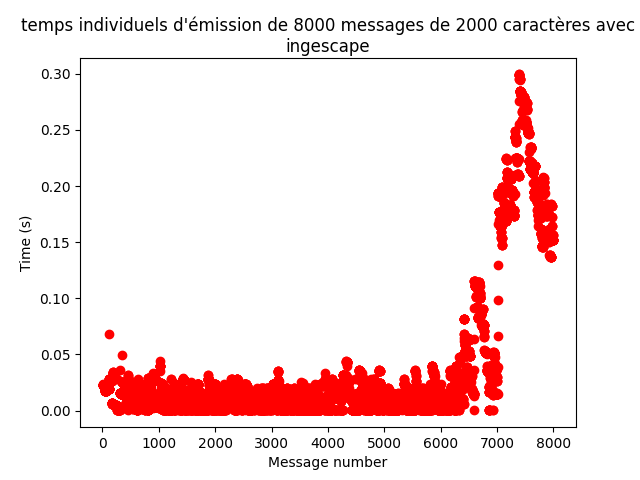 temps individuels d'émission de 8000 messages de 2000 caractères avec
ingescape
0.30
0.25
0.20
0.15
0.10
0.05
0.00
Time (s)
0 1000 2000 3000 4000 5000 6000 7000 8000
Message number